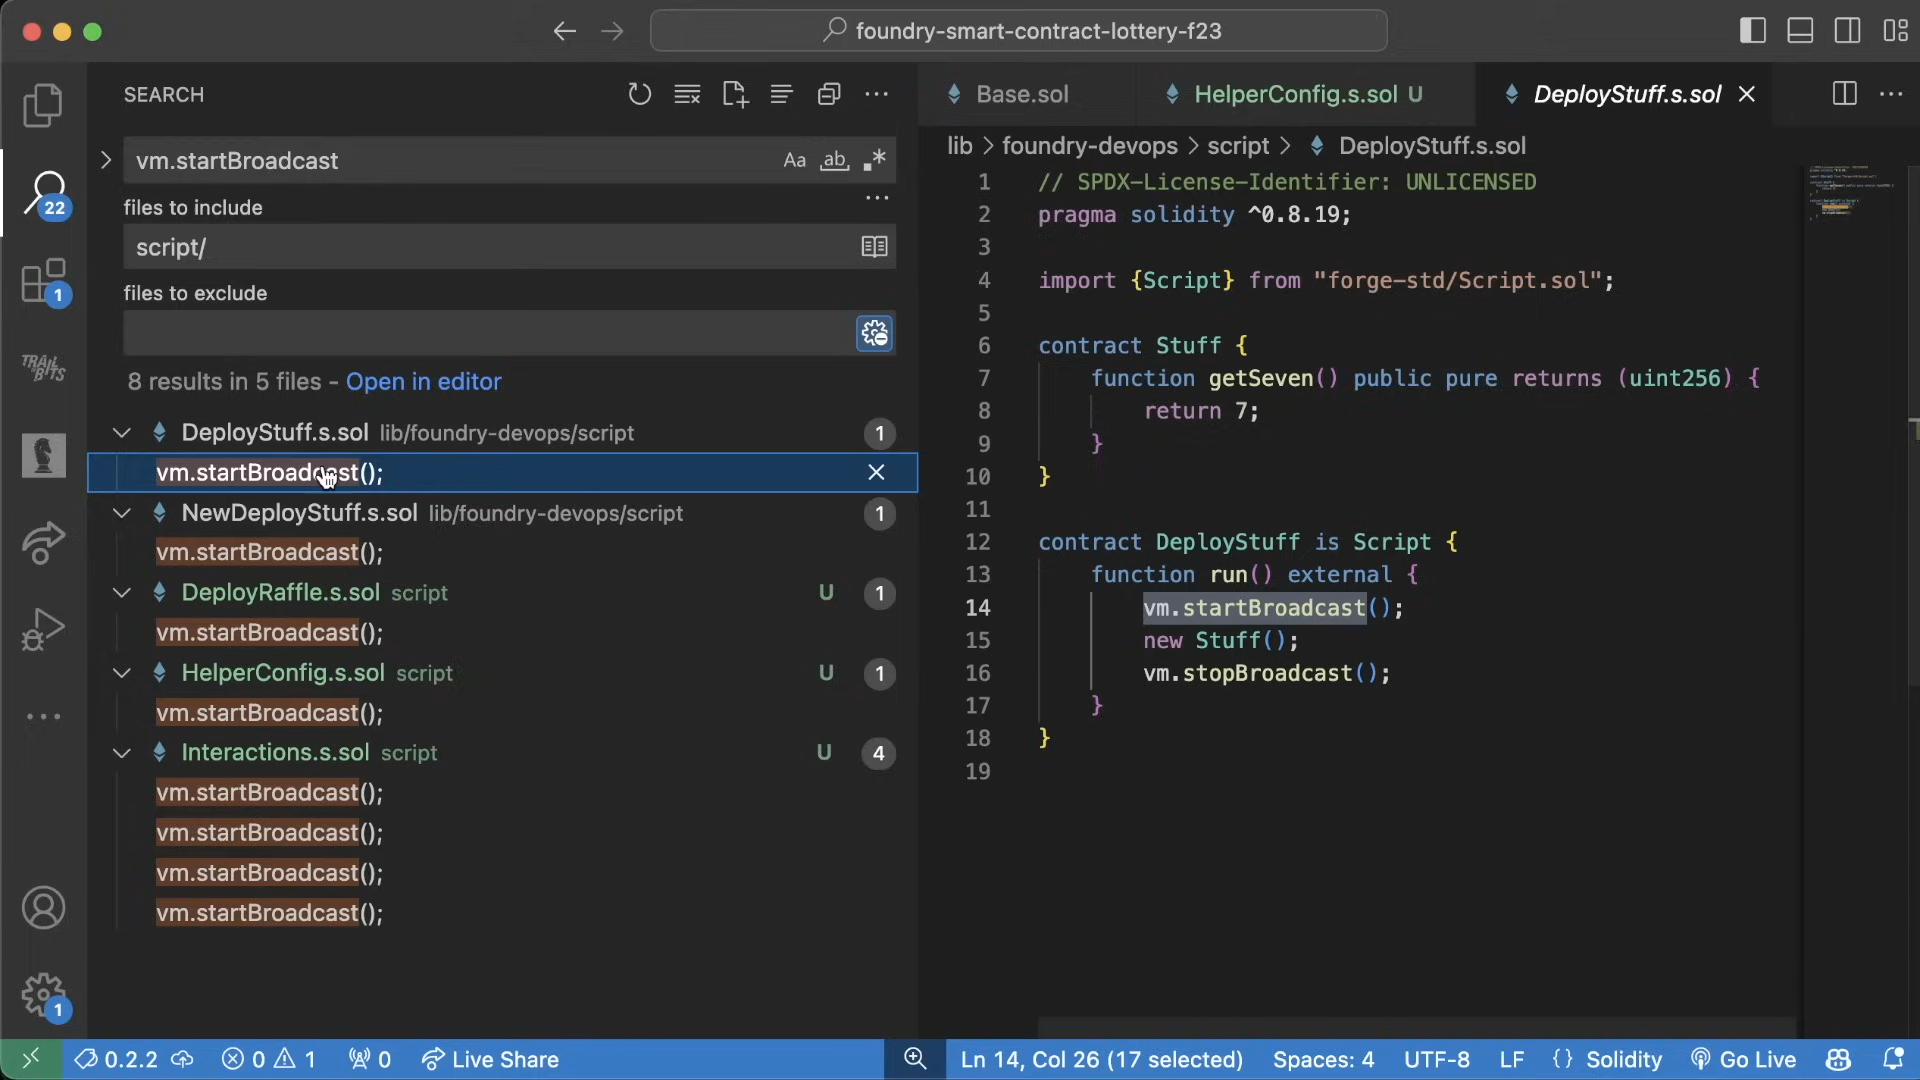 foundry-smart-contract-lottery-f23
SEARCH
vm.startBroadcast
Aa
ab
files to include
script/
files to exclude
8 results in 5 files - Open in editor
DeployStuff.s.sol lib/foundry-devops/script 1
vm.startBroadcast();
NewDeployStuff.s.sol lib/foundry-devops/script 1
vm.startBroadcast();
DeployRaffle.s.sol script U 1
vm.startBroadcast();
HelperConfig.s.sol script U 1
vm.startBroadcast();
Interactions.s.sol script U 4
vm.startBroadcast();
vm.startBroadcast();
vm.startBroadcast();
vm.startBroadcast();
22
1
TRAIL OF BITS
1
Base.sol
HelperConfig.s.sol U
DeployStuff.s.sol
lib > foundry-devops > script > DeployStuff.s.sol
1 // SPDX-License-Identifier: UNLICENSED
2 pragma solidity ^0.8.19;
3
4 import {Script} from "forge-std/Script.sol";
5
6 contract Stuff {
7 function getSeven() public pure returns (uint256) {
8 return 7;
9 }
10 }
11
12 contract DeployStuff is Script {
13 function run() external {
14 vm.startBroadcast();
15 new Stuff();
16 vm.stopBroadcast();
17 }
18 }
19
0.2.2
0 1
0
Live Share
Ln 14, Col 26 (17 selected)
Spaces: 4
UTF-8
LF
{} Solidity
Go Live